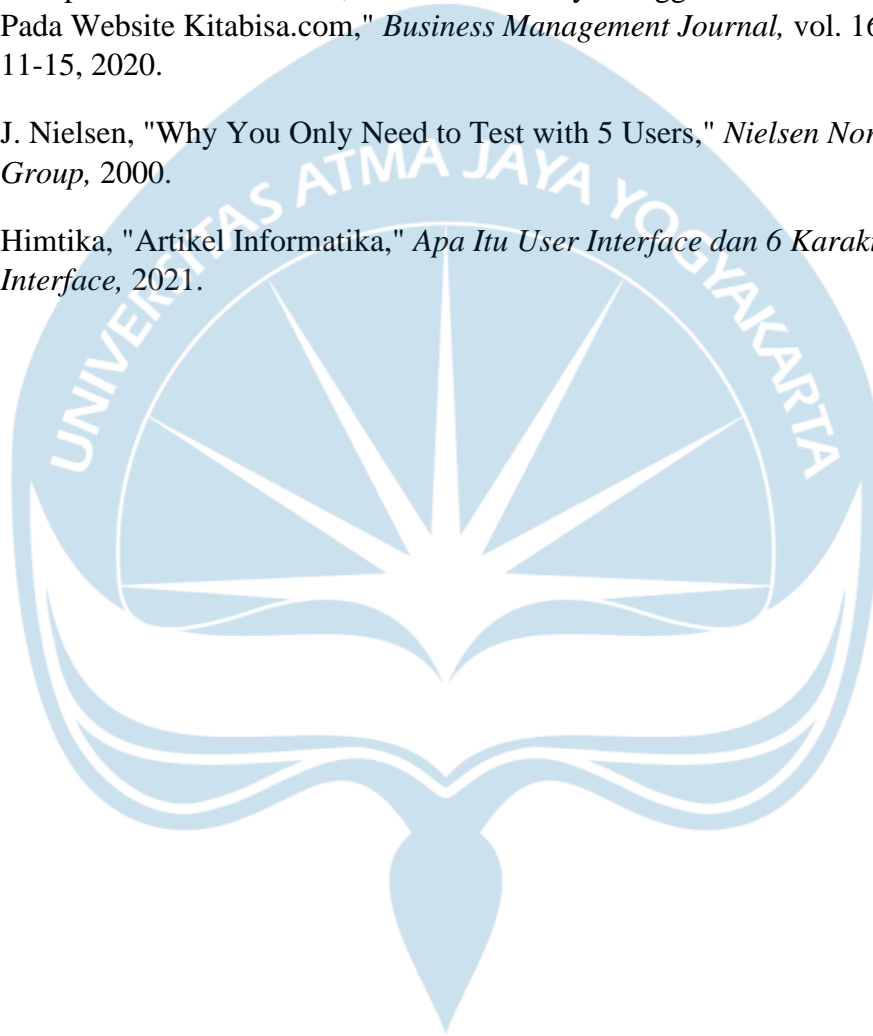 Pada Website Kitabisa.com," Business Management Journal, vol. 16
11-15, 2020.
J. Nielsen, "Why You Only Need to Test with 5 Users," Nielsen Nor
Group, 2000.
Himtika, "Artikel Informatika," Apa Itu User Interface dan 6 Karak
Interface, 2021.
UNIVERSITAS ATMA JAYA YOGYAKARTA